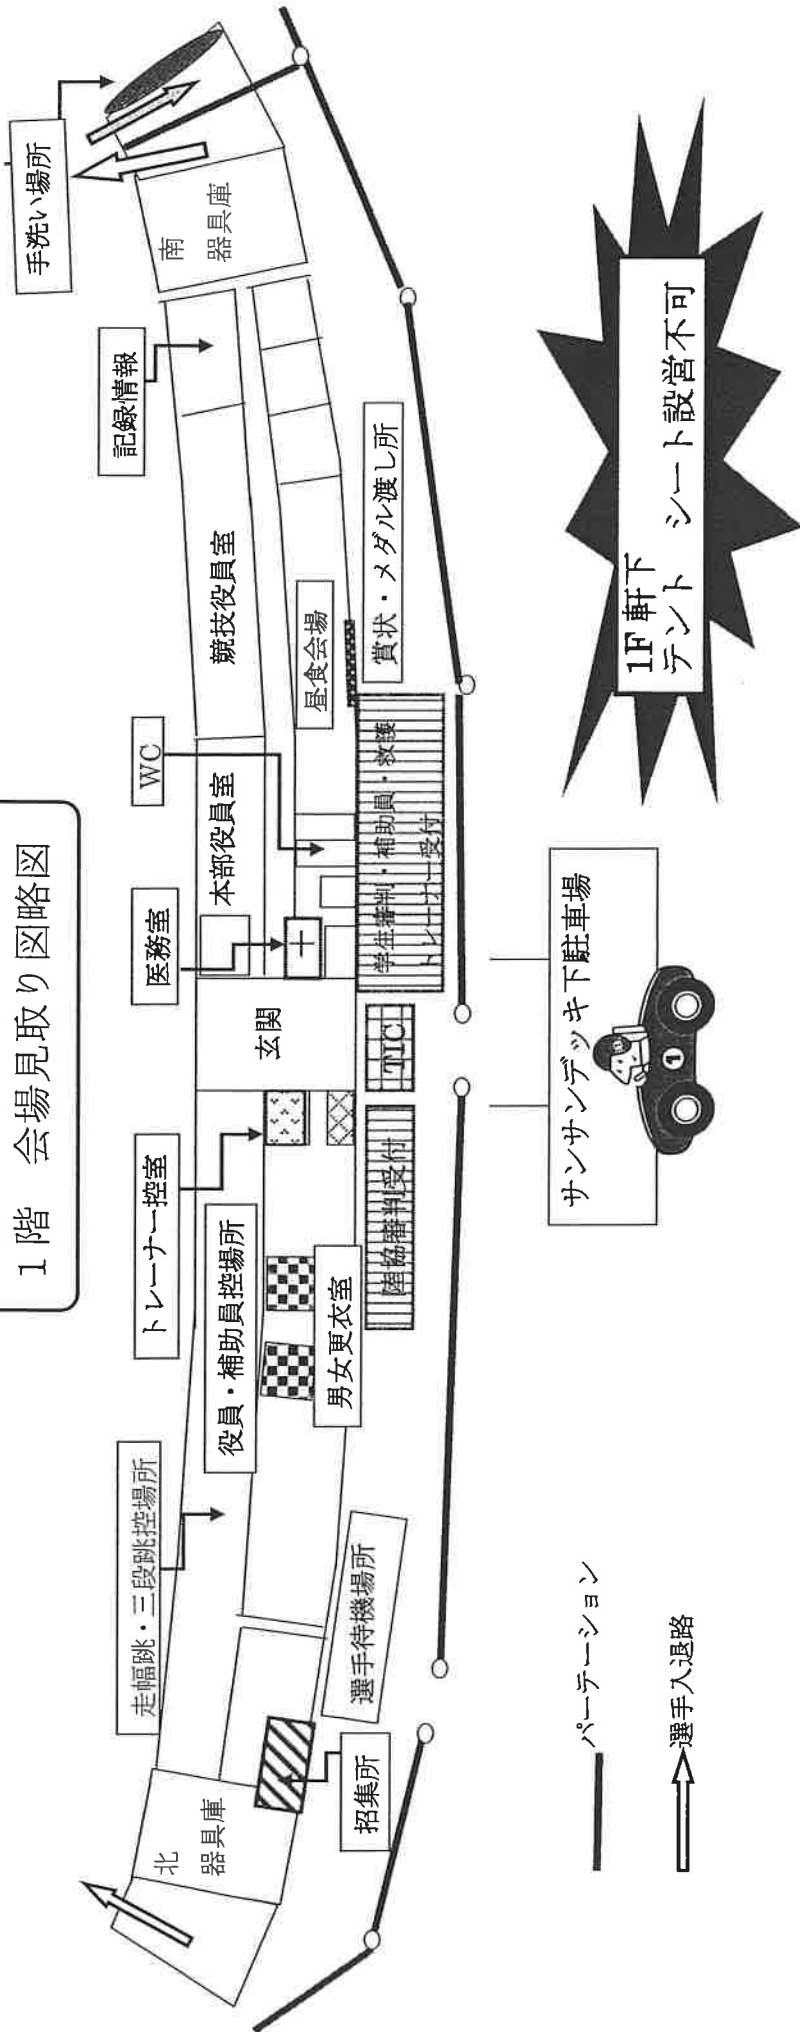 1階 会場見取り図略図
手洗い場所
南
器具庫
記録情報
競技役員室
昼食会場
賞状・メダル渡し所
WC
本部役員室
医務室
学生審判・補助員・救護
トレーナー受付
玄関
TIC
トレーナー控室
役員・補助員控場所
男女更衣室
陸協審判受付
走幅跳・三段跳控場所
選手待機場所
招集所
北
器具庫
1F 軒下
テント シート設営不可
サンサンデッキ下駐車場
1
パーテーション
選手入退路